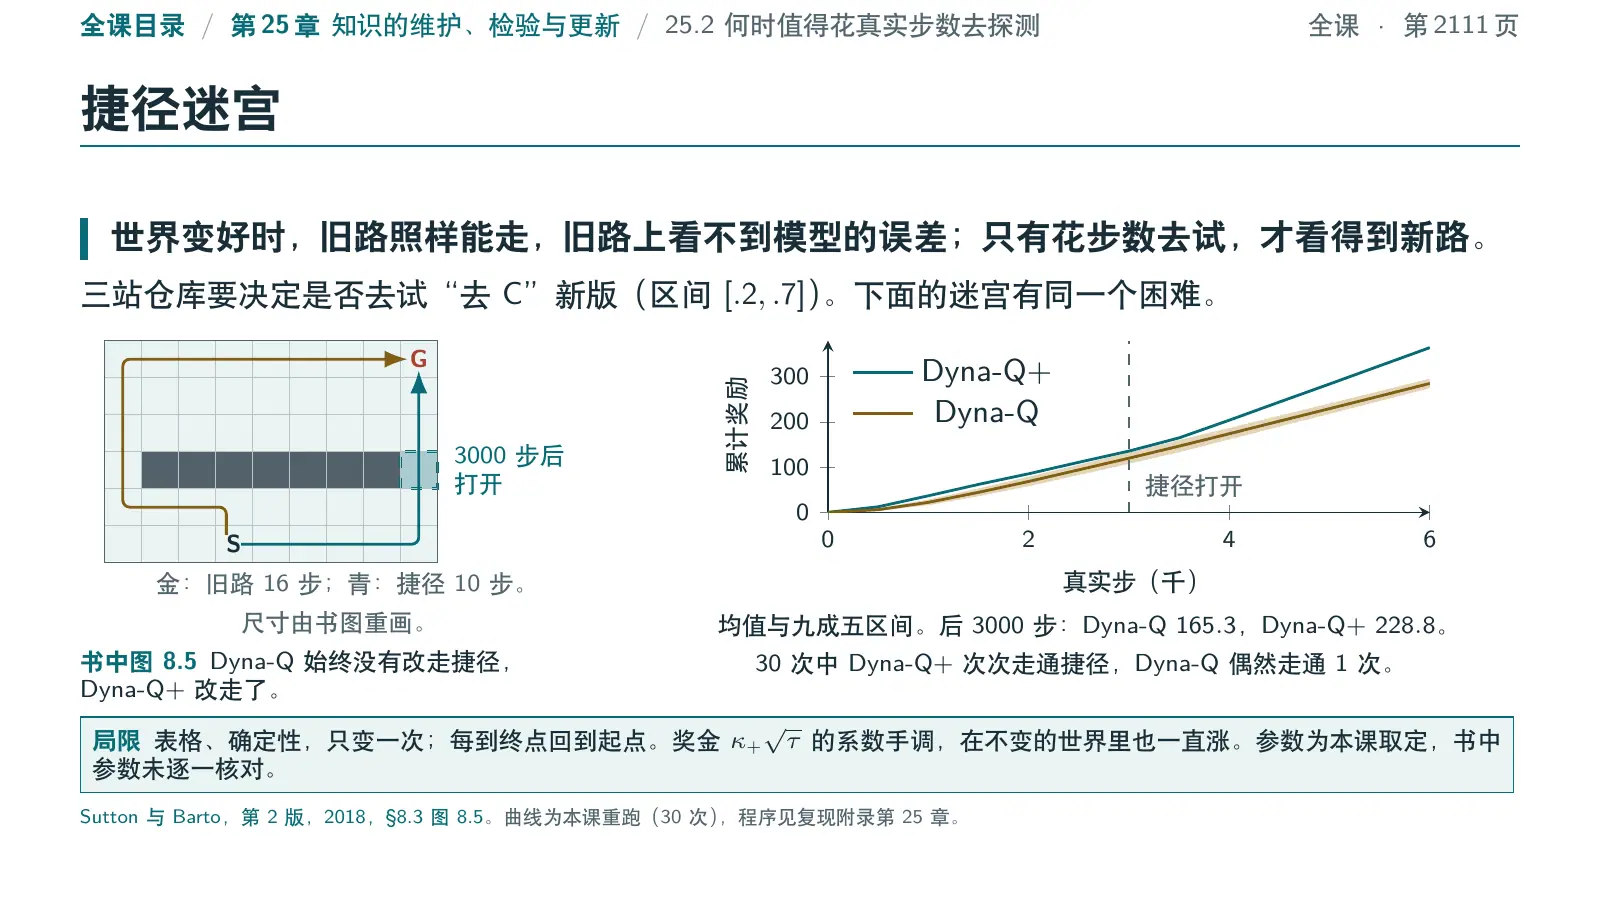 全课目录 / 第 25 章 知识的维护、检验与更新 / 25.2 何时值得花真实步数去探测
全课 · 第 2111 页
捷径迷宫
世界变好时，旧路照样能走，旧路上看不到模型的误差；只有花步数去试，才看得到新路。
三站仓库要决定是否去试“去 C”新版（区间 [.2, .7]）。下面的迷宫有同一个困难。
G
S
3000 步后
打开
金：旧路 16 步；青：捷径 10 步。
尺寸由书图重画。
书中图 8.5 Dyna-Q 始终没有改走捷径，
Dyna-Q+ 改走了。
累计奖励
300
200
100
0
Dyna-Q+
Dyna-Q
捷径打开
0 2 4 6
真实步（千）
均值与九成五区间。后 3000 步：Dyna-Q 165.3，Dyna-Q+ 228.8。
30 次中 Dyna-Q+ 次次走通捷径，Dyna-Q 偶然走通 1 次。
局限 表格、确定性，只变一次；每到终点回到起点。奖金 κ₊√τ 的系数手调，在不变的世界里也一直涨。参数为本课取定，书中
参数未逐一核对。
Sutton 与 Barto，第 2 版，2018，§8.3 图 8.5。曲线为本课重跑（30 次），程序见复现附录第 25 章。